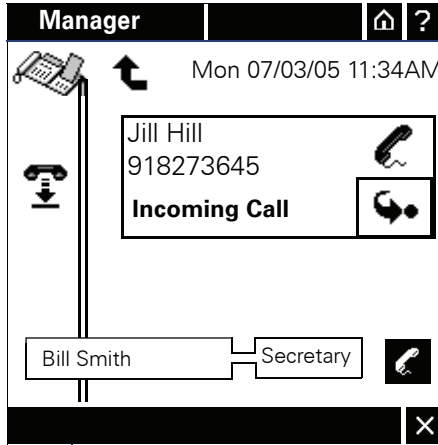 Manager ?
Mon 07/03/05 11:34AM
Jill Hill
918273645
Incoming Call
Bill Smith Secretary